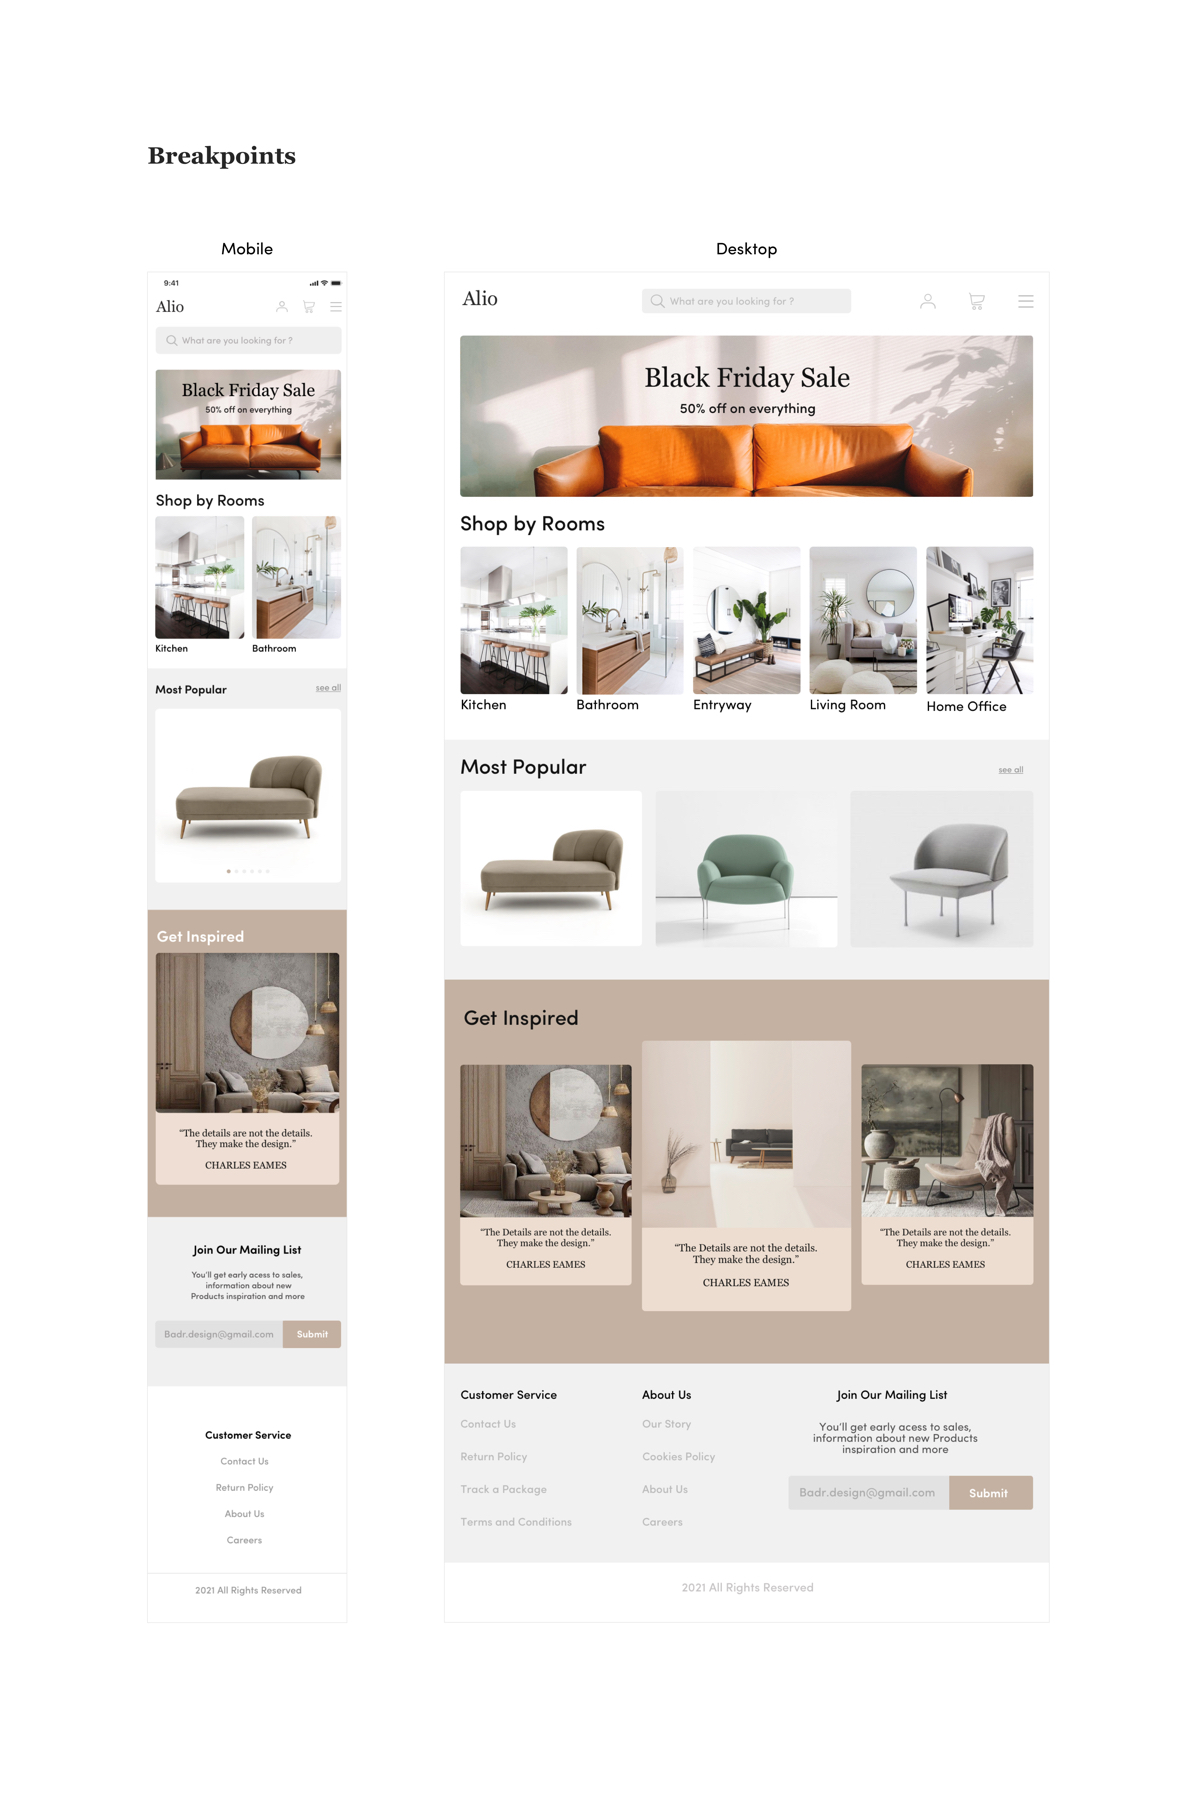 Breakpoints
Mobile
9:41
Alio
What are you looking for ?
Black Friday Sale
50% off on everything
Shop by Rooms
Kitchen
Bathroom
Most Popular
see all
Get Inspired
“The details are not the details.
They make the design.”
CHARLES EAMES
Join Our Mailing List
You’ll get early acess to sales,
information about new
Products inspiration and more
Badr.design@gmail.com
Submit
Customer Service
Contact Us
Return Policy
About Us
Careers
2021 All Rights Reserved
Desktop
Alio
What are you looking for ?
Black Friday Sale
50% off on everything
Shop by Rooms
Kitchen
Bathroom
Entryway
Living Room
Home Office
Most Popular
see all
Get Inspired
“The Details are not the details.
They make the design.”
CHARLES EAMES
“The Details are not the details.
They make the design.”
CHARLES EAMES
“The Details are not the details.
They make the design.”
CHARLES EAMES
Customer Service
Contact Us
Return Policy
Track a Package
Terms and Conditions
About Us
Our Story
Cookies Policy
About Us
Careers
Join Our Mailing List
You’ll get early acess to sales,
information about new Products
inspiration and more
Badr.design@gmail.com
Submit
2021 All Rights Reserved